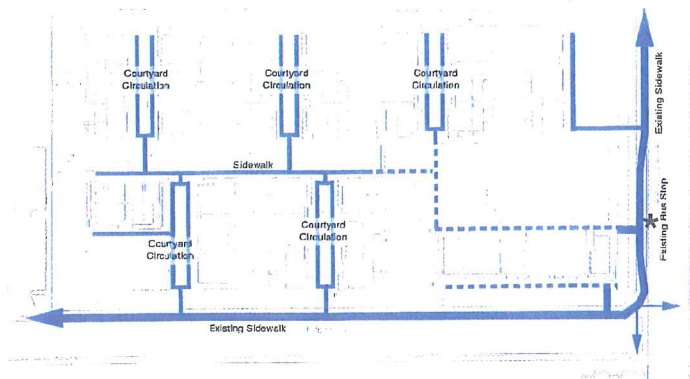 Courtyard
Circulation
Courtyard
Circulation
Courtyard
Circulation
Existing Sidewalk
Sidewalk
*
Existing Bus Stop
Courtyard
Circulation
Courtyard
Circulation
Existing Sidewalk